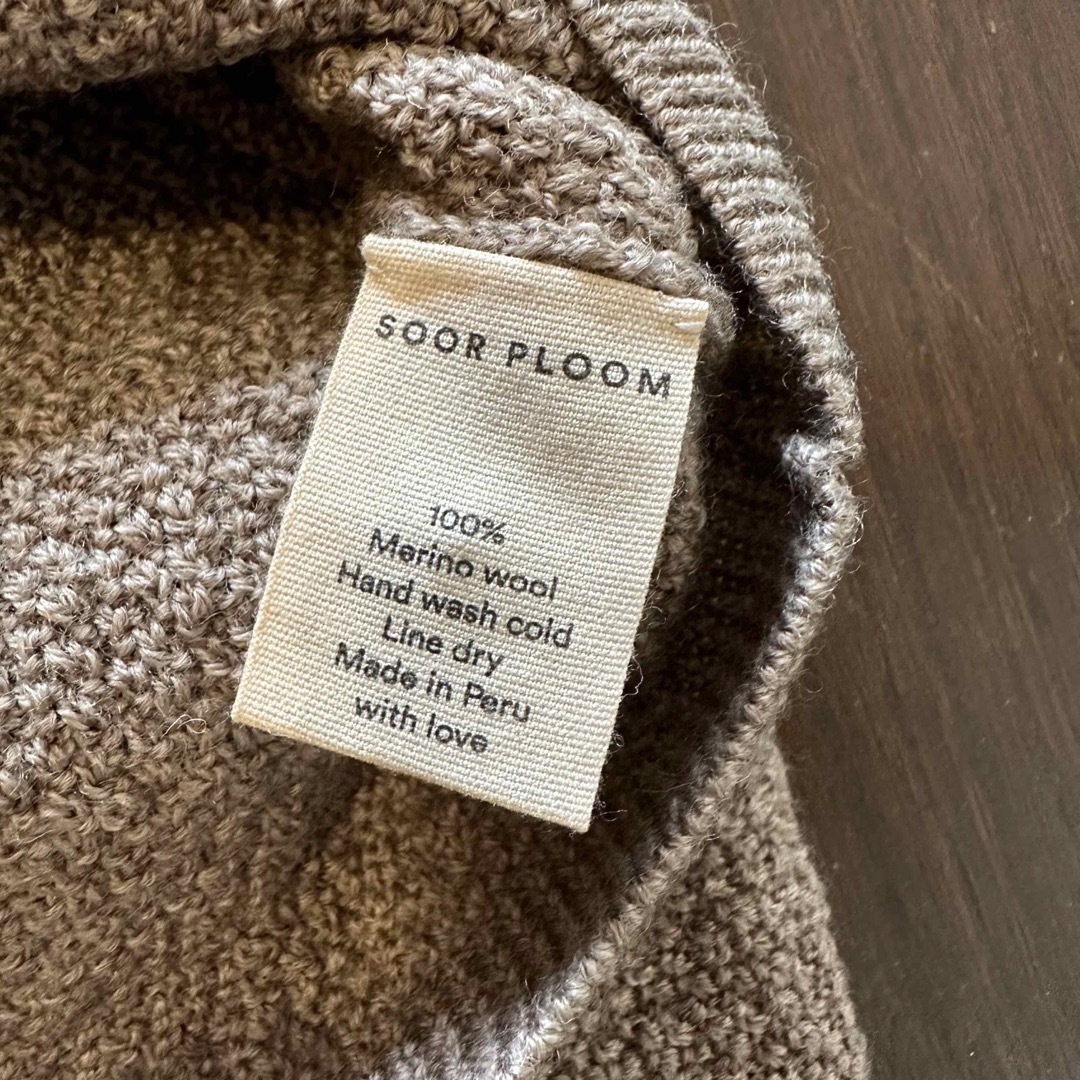 SOOR PLOOM
100%
Merino wool
Hand wash cold
Line dry
Made in Peru
with love